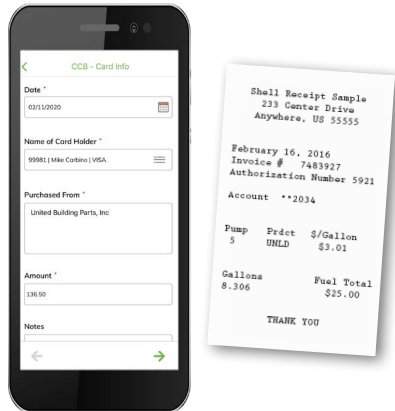 CCB - Card Info
Date *
02/11/2020
Name of Card Holder *
99981 | Mike Corbino | VISA
Purchased From *
United Building Parts, Inc
Amount *
136.50
Notes
Shell Receipt Sample
233 Center Drive
Anywhere, US 55555
February 16, 2016
Invoice # 7483927
Authorization Number 5921
Account **2034
Pump Prdct $/Gallon
5 UNLD $3.01
Gallons Fuel Total
8.306 $25.00
THANK YOU